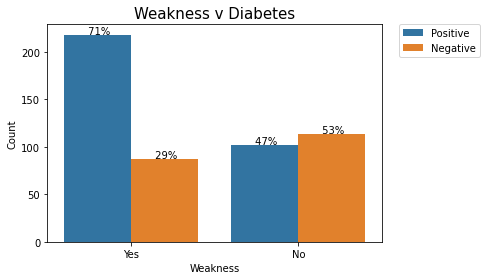 Weakness v Diabetes
Positive
Negative
71%
29%
47%
53%
200
150
100
50
0
Count
Yes
No
Weakness